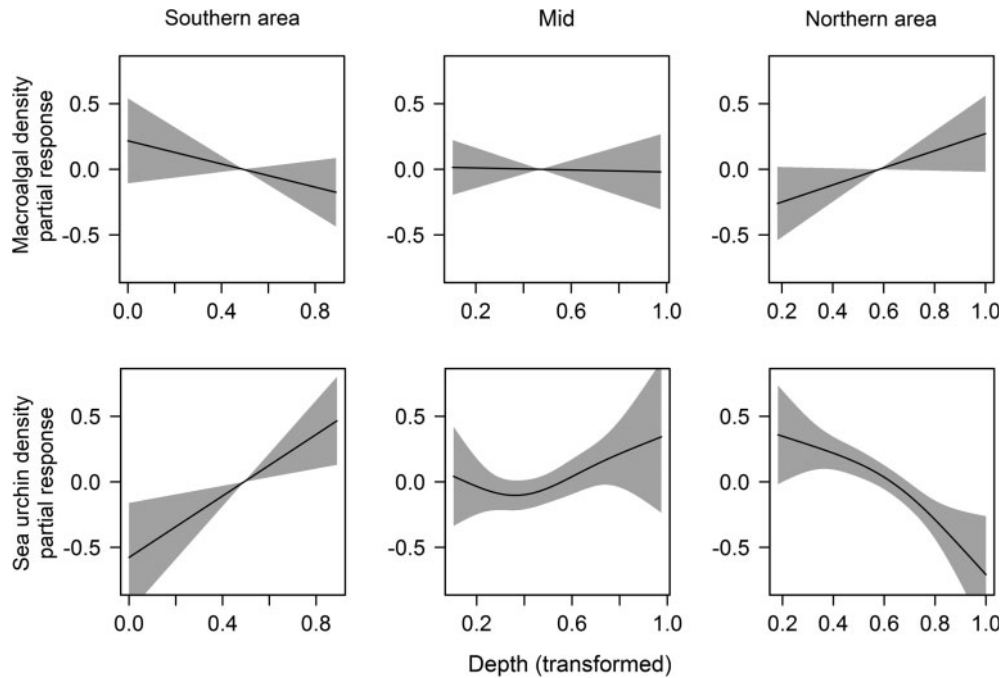 Southern area Mid Northern area
Macroalgal density
partial response
0.5
0.0
-0.5
0.0 0.4 0.8
0.5
0.0
-0.5
0.2 0.6 1.0
0.5
0.0
-0.5
0.2 0.4 0.6 0.8 1.0
Sea urchin density
partial response
0.5
0.0
-0.5
0.0 0.4 0.8
0.5
0.0
-0.5
0.2 0.6 1.0
0.5
0.0
-0.5
0.2 0.4 0.6 0.8 1.0
Depth (transformed)